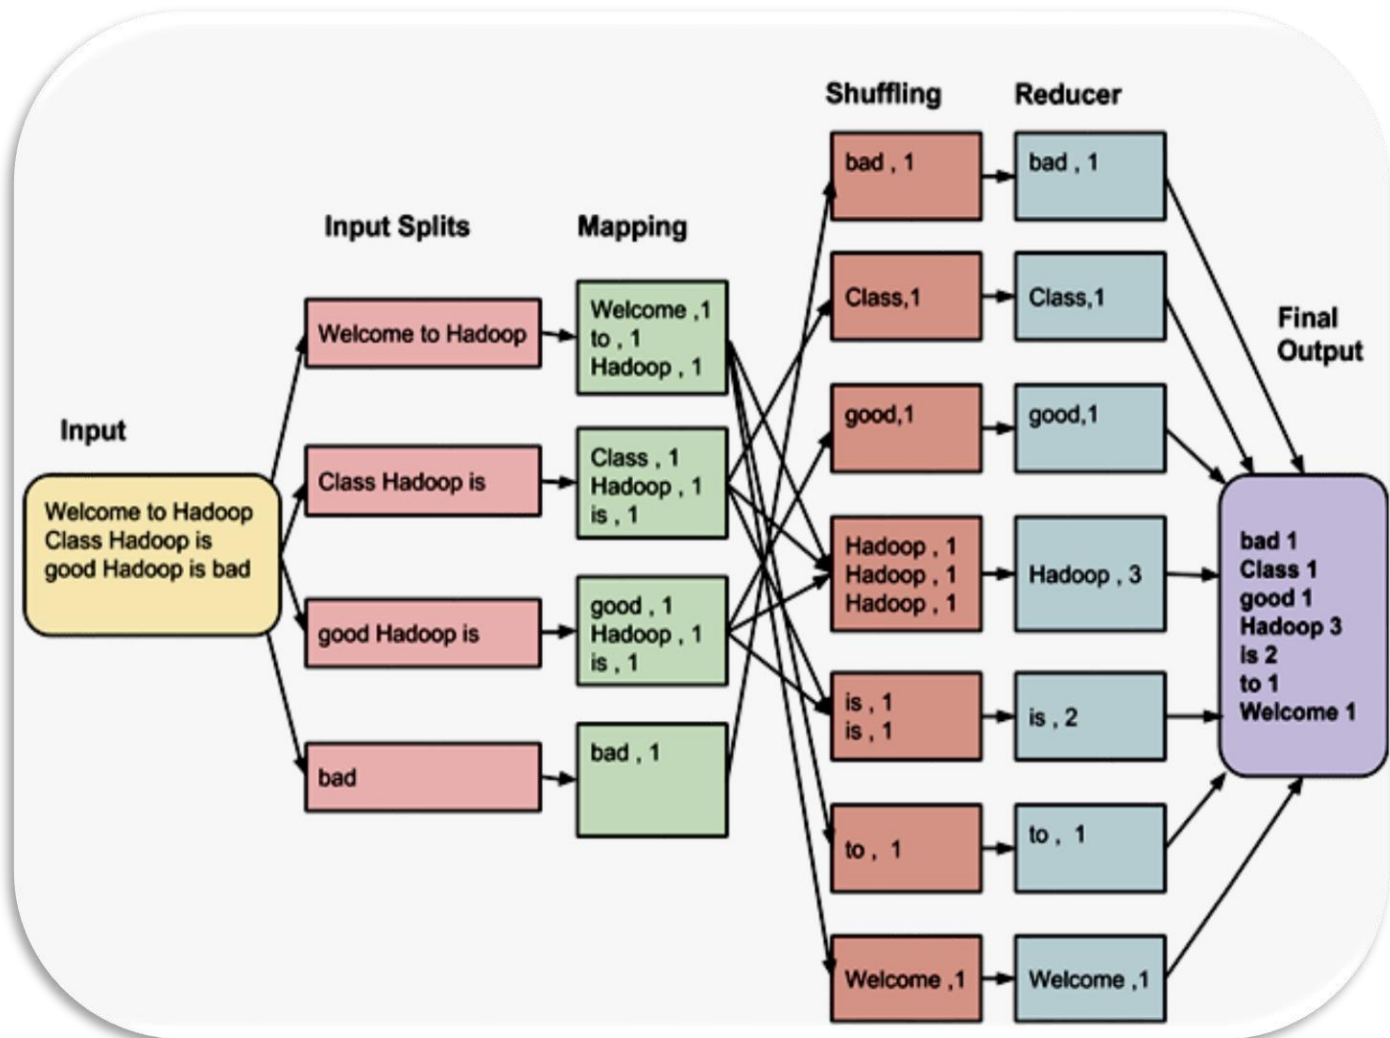 Input
Welcome to Hadoop
Class Hadoop is
good Hadoop is bad
Input Splits
Welcome to Hadoop
Class Hadoop is
good Hadoop is
bad
Mapping
Welcome ,1
to , 1
Hadoop , 1
Class , 1
Hadoop , 1
is , 1
good , 1
Hadoop , 1
is , 1
bad , 1
Shuffling
bad , 1
Class,1
good,1
Hadoop , 1
Hadoop , 1
Hadoop , 1
is , 1
is , 1
to , 1
Welcome ,1
Reducer
bad , 1
Class,1
good,1
Hadoop , 3
is , 2
to , 1
Welcome ,1
Final
Output
bad 1
Class 1
good 1
Hadoop 3
is 2
to 1
Welcome 1